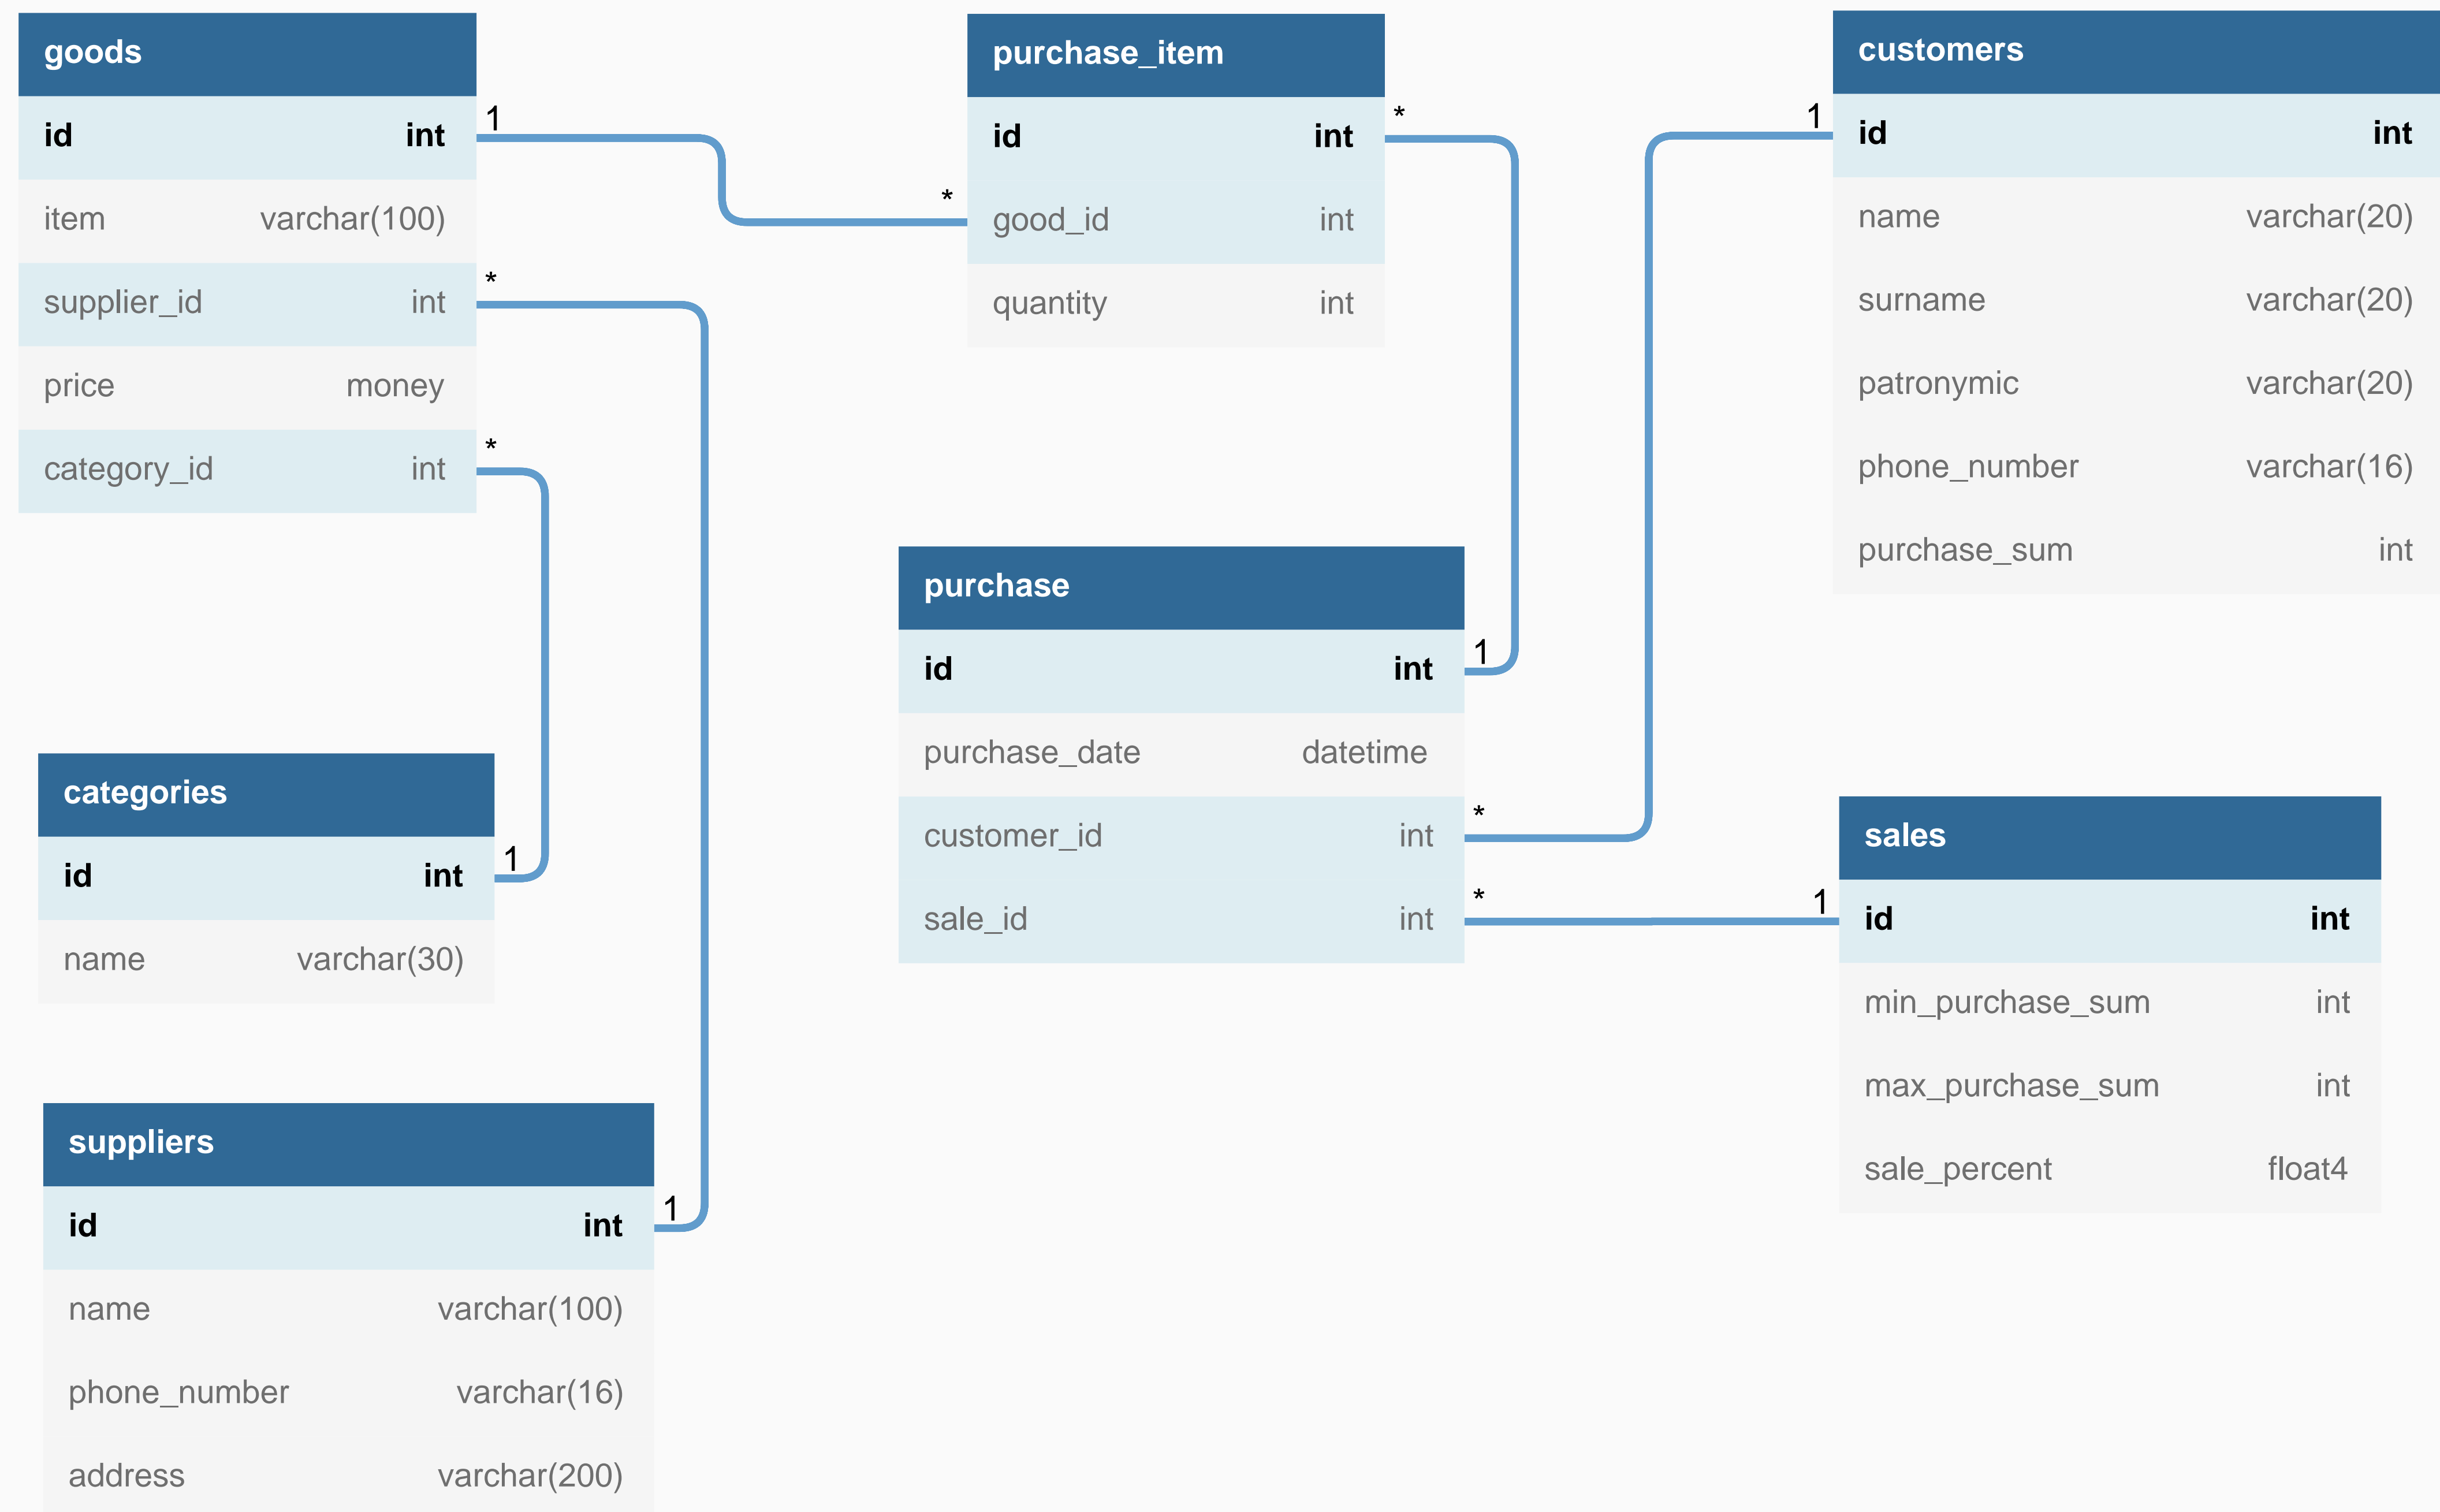 goods
id int
item varchar(100)
supplier_id int
price money
category_id int
1
*
*
*
purchase_item
id int
good_id int
quantity int
*
customers
id int
name varchar(20)
surname varchar(20)
patronymic varchar(20)
phone_number varchar(16)
purchase_sum int
1
purchase
id int
purchase_date datetime
customer_id int
sale_id int
1
*
*
categories
id int
name varchar(30)
1
sales
id int
min_purchase_sum int
max_purchase_sum int
sale_percent float4
1
suppliers
id int
name varchar(100)
phone_number varchar(16)
address varchar(200)
1